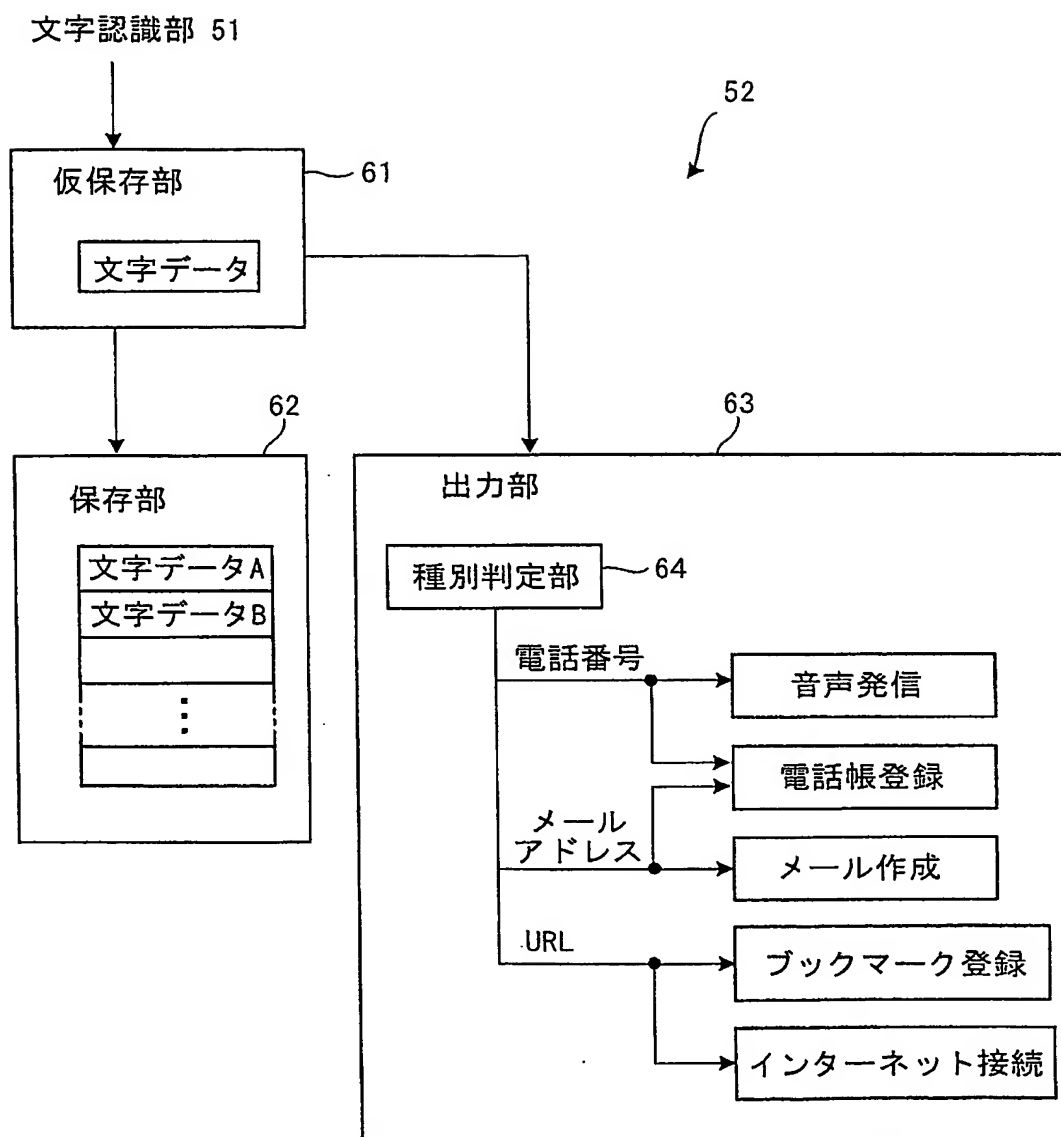 文字認識部 51
52
仮保存部
61
文字データ
62
63
保存部
文字データA
文字データB
出力部
種別判定部
64
電話番号
音声発信
電話帳登録
メール
アドレス
メール作成
URL
ブックマーク登録
インターネット接続